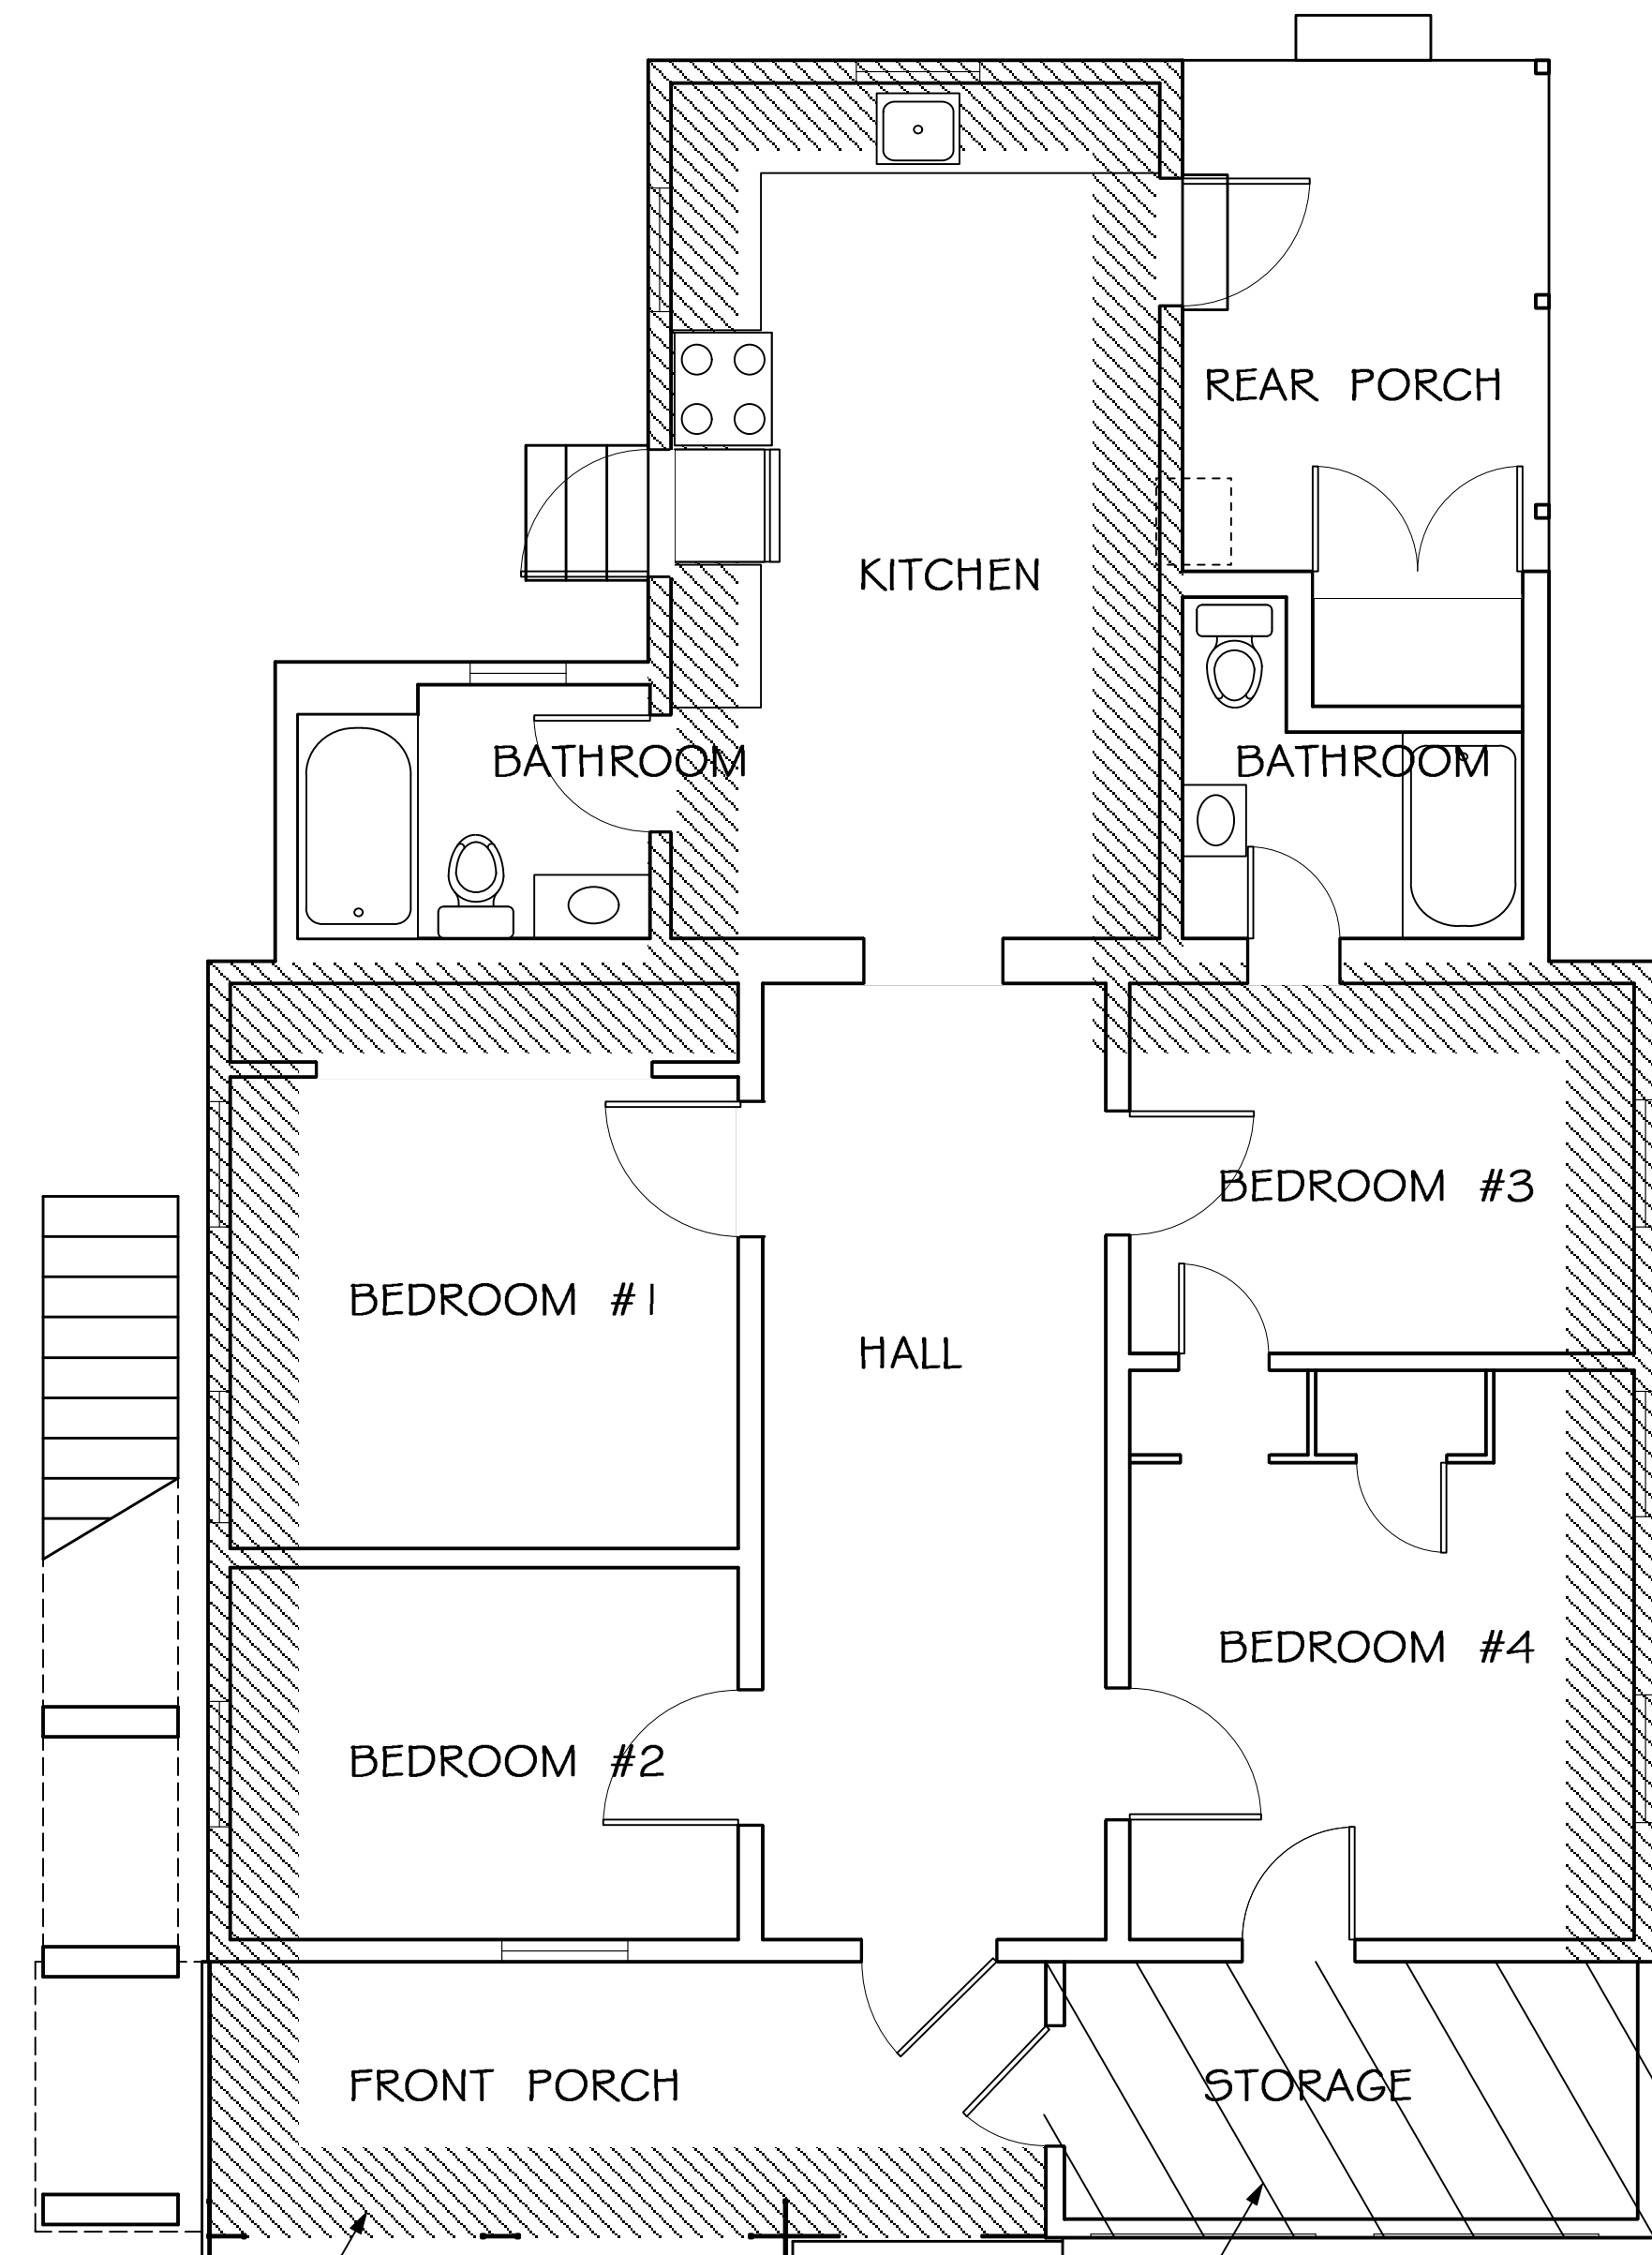 REAR PORCH
KITCHEN
BATHROOM
BATHROOM
BEDROOM #3
BEDROOM #1
HALL
BEDROOM #4
BEDROOM #2
FRONT PORCH
STORAGE